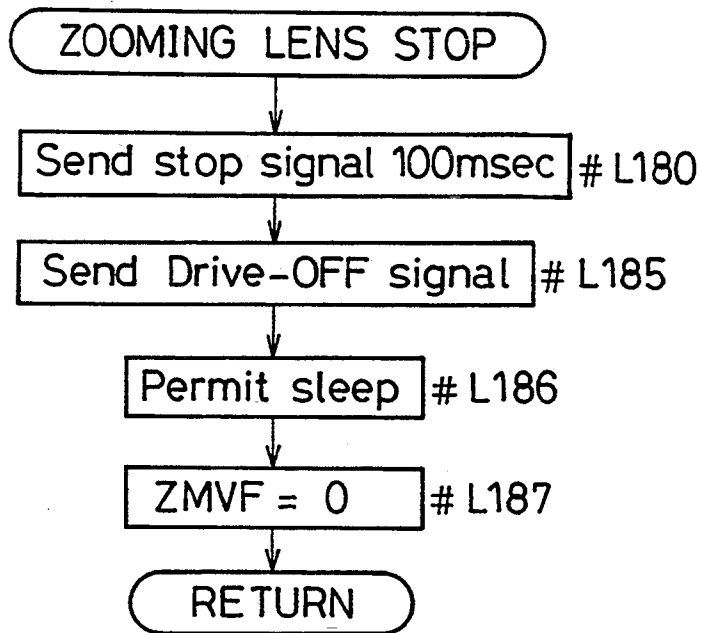 ZOOMING LENS STOP
Send stop signal 100msec # L180
Send Drive-OFF signal # L185
Permit sleep # L186
ZMVF = 0 # L187
RETURN